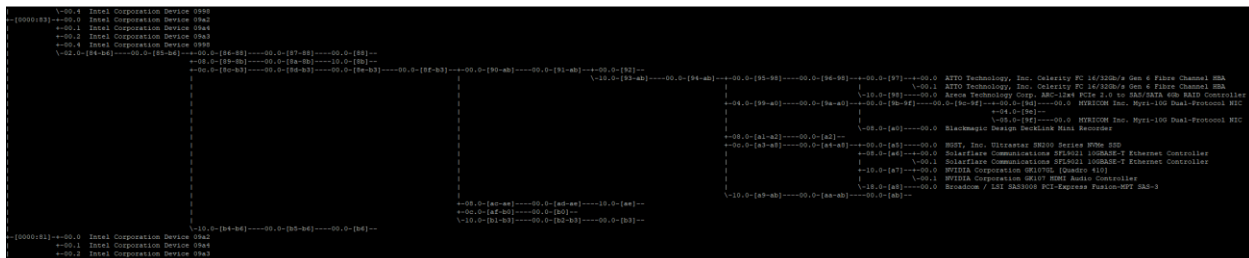 |           \-00.4  Intel Corporation Device 0998
+-[0000:83]-+-00.0  Intel Corporation Device 09a2
|           +-00.1  Intel Corporation Device 09a4
|           +-00.2  Intel Corporation Device 09a3
|           +-00.4  Intel Corporation Device 0998
|           \-02.0-[84-b6]----00.0-[85-b6]--+-00.0-[86-88]----00.0-[87-88]----00.0-[88]--
|                                           +-08.0-[89-8b]----00.0-[8a-8b]----10.0-[8b]--
|                                           +-0c.0-[8c-b3]----00.0-[8d-b3]----00.0-[8e-b3]----00.0-[8f-b3]--+-00.0-[90-ab]----00.0-[91-ab]--+-00.0-[92]--
\-10.0-[93-ab]----00.0-[94-ab]--+-00.0-[95-98]----00.0-[96-98]--+-00.0-[97]--+-00.0  ATTO Technology, Inc. Celerity FC 16/32Gb/s Gen 6 Fibre Channel HBA
|            \-00.1  ATTO Technology, Inc. Celerity FC 16/32Gb/s Gen 6 Fibre Channel HBA
\-10.0-[98]----00.0  Areca Technology Corp. ARC-12x4 PCIe 2.0 to SAS/SATA 6Gb RAID Controller
+-04.0-[99-a0]----00.0-[9a-a0]--+-00.0-[9b-9f]----00.0-[9c-9f]--+-00.0-[9d]----00.0  MYRICOM Inc. Myri-10G Dual-Protocol NIC
+-04.0-[9e]--
\-05.0-[9f]----00.0  MYRICOM Inc. Myri-10G Dual-Protocol NIC
\-08.0-[a0]----00.0  Blackmagic Design DeckLink Mini Recorder
+-08.0-[a1-a2]----00.0-[a2]--
+-0c.0-[a3-a8]----00.0-[a4-a8]--+-00.0-[a5]----00.0  HGST, Inc. Ultrastar SN200 Series NVMe SSD
+-08.0-[a6]--+-00.0  Solarflare Communications SFL9021 10GBASE-T Ethernet Controller
|            \-00.1  Solarflare Communications SFL9021 10GBASE-T Ethernet Controller
+-10.0-[a7]--+-00.0  NVIDIA Corporation GK107GL [Quadro 410]
|            \-00.1  NVIDIA Corporation GK107 HDMI Audio Controller
\-18.0-[a8]----00.0  Broadcom / LSI SAS3008 PCI-Express Fusion-MPT SAS-3
\-10.0-[a9-ab]----00.0-[aa-ab]----00.0-[ab]--
+-08.0-[ac-ae]----00.0-[ad-ae]----10.0-[ae]--
+-0c.0-[af-b0]----00.0-[b0]--
\-10.0-[b1-b3]----00.0-[b2-b3]----00.0-[b3]--
\-10.0-[b4-b6]----00.0-[b5-b6]----00.0-[b6]--
+-[0000:81]-+-00.0  Intel Corporation Device 09a2
|           +-00.1  Intel Corporation Device 09a4
|           +-00.2  Intel Corporation Device 09a3